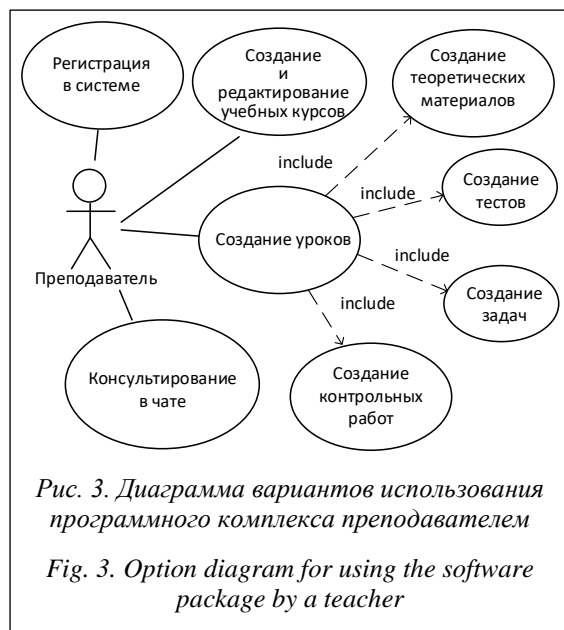 Регистрация
в системе
Создание
и
редактирование
учебных курсов
Создание
теоретических
материалов
include
include
Создание
тестов
Создание уроков
include
Преподаватель
include
Создание
задач
Консультирование
в чате
Создание
контрольных
работ
Рис. 3. Диаграмма вариантов использования
программного комплекса преподавателем
Fig. 3. Option diagram for using the software
package by a teacher